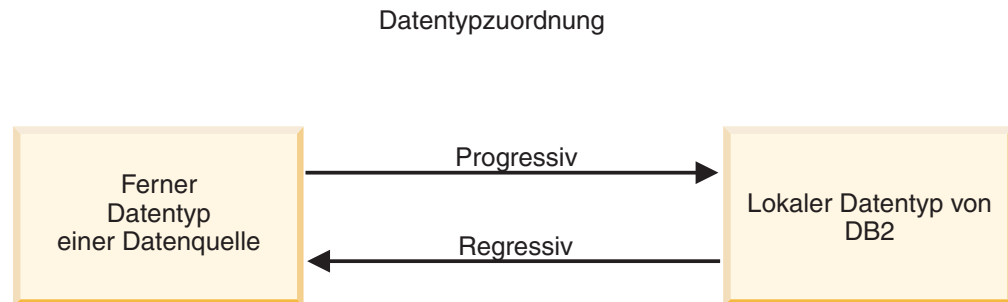 Datentypzuordnung
Progressiv
Ferner
Datentyp
einer Datenquelle
Lokaler Datentyp von
DB2
Regressiv